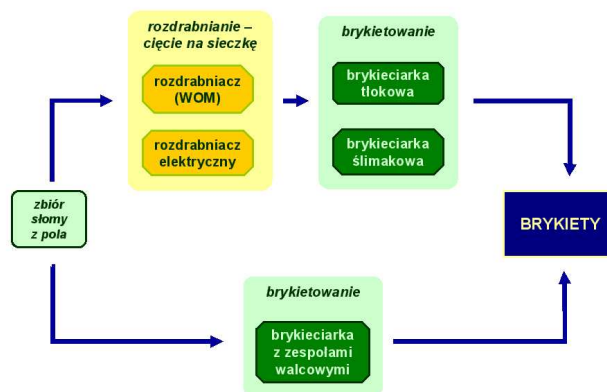 rozdrabnianie –
cięcie na sieczkę
rozdrabniacz
(WOM)
rozdrabniacz
elektryczny
brykietowanie
brykieciarka
tłokowa
brykieciarka
ślimakowa
zbiór
słomy
z pola
BRYKIETY
brykietowanie
brykieciarka
z zespołami
walcowymi